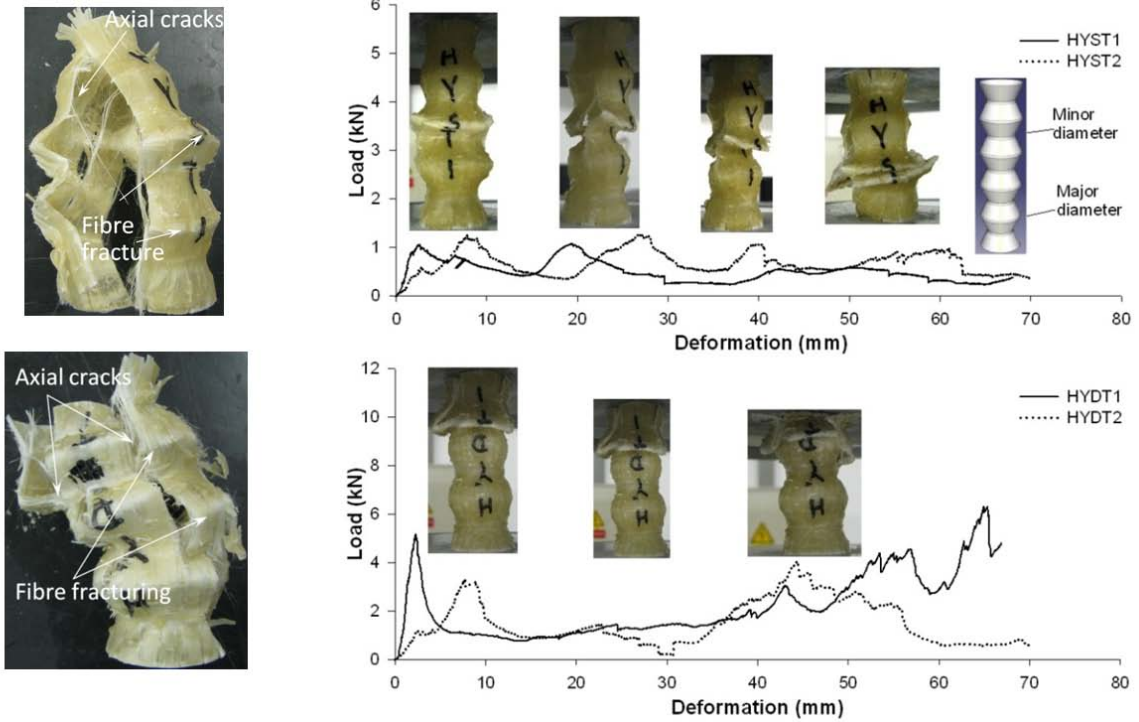 Axial cracks
Fibre
fracture
6
5
4
3
2
1
0
Load (kN)
0 10 20 30 40 50 60 70 80
Deformation (mm)
HYST1
HYST2
Minor
diameter
Major
diameter
H
Y
S
T
I
H
Y
S
Axial cracks
Fibre fracturing
12
10
8
6
4
2
0
Load (kN)
0 10 20 30 40 50 60 70 80
Deformation (mm)
HYDT1
HYDT2
I
T
D
Y
H